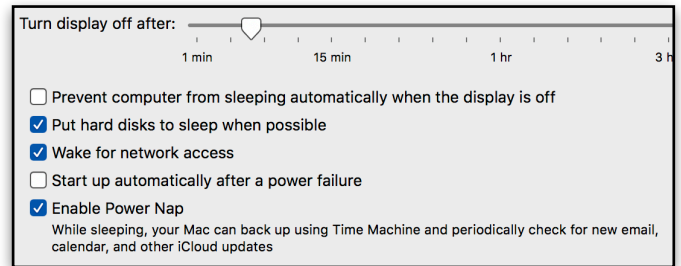 Turn display off after:
1 min 15 min 1 hr 3 h
Prevent computer from sleeping automatically when the display is off
Put hard disks to sleep when possible
Wake for network access
Start up automatically after a power failure
Enable Power Nap
While sleeping, your Mac can back up using Time Machine and periodically check for new email,
calendar, and other iCloud updates